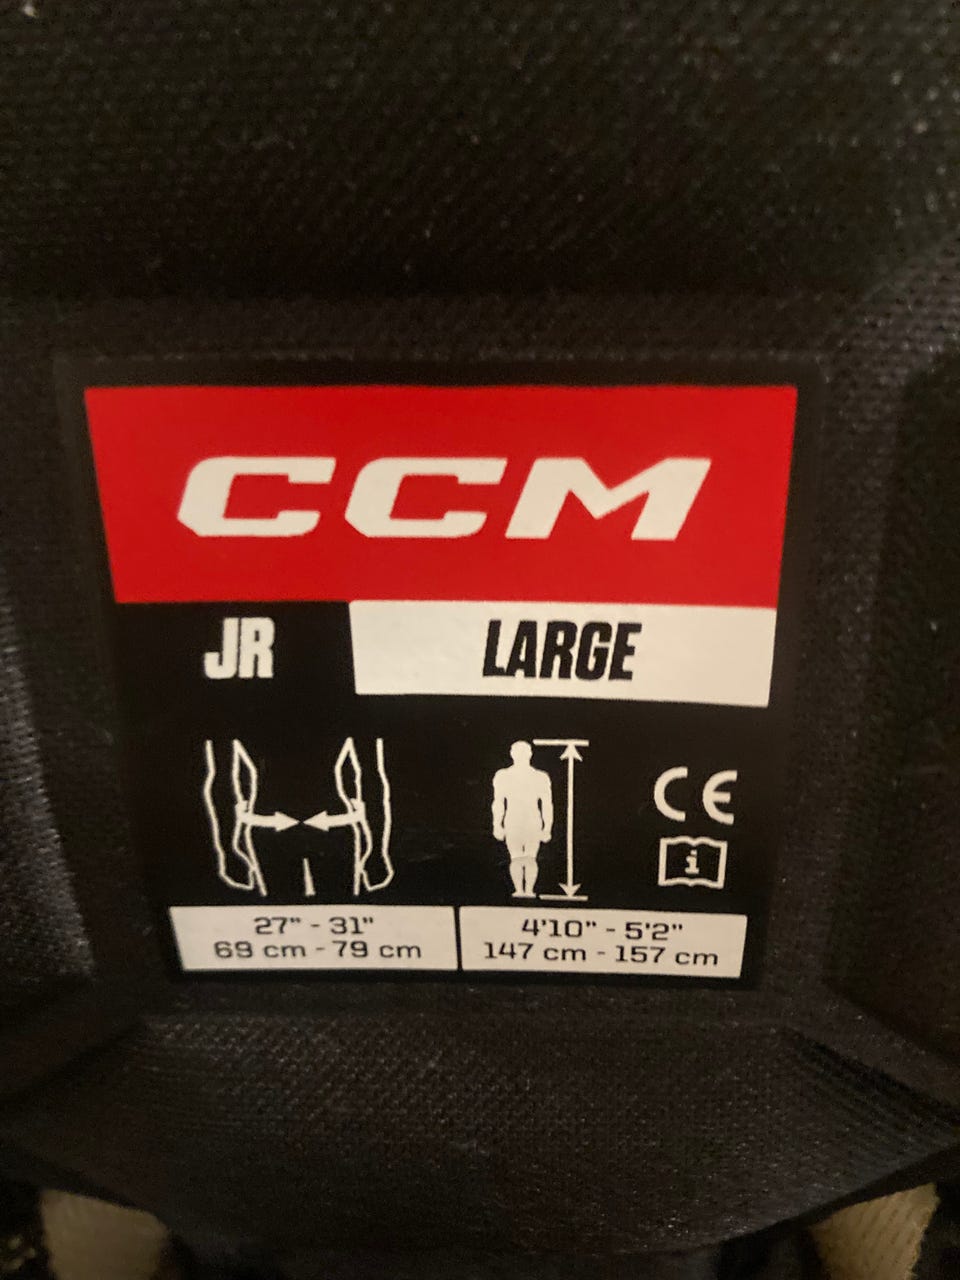 CCM
JR LARGE
CE
i
27" - 31"
69 cm - 79 cm
4'10" - 5'2"
147 cm - 157 cm